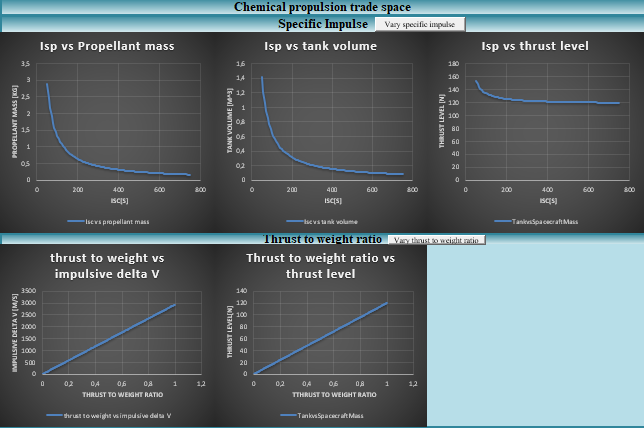 Chemical propulsion trade space
Specific Impulse Vary specific impulse
Isp vs Propellant mass
PROPELLANT MASS [KG]
3,5
3
2,5
2
1,5
1
0,5
0
0 200 400 600 800
ISC[S]
Isc vs propellant mass
Isp vs tank volume
TANK VOLUME [M^3]
1,6
1,4
1,2
1
0,8
0,6
0,4
0,2
0
0 200 400 600 800
ISC[S]
Isc vs tank volume
Isp vs thrust level
THRUST LEVEL [N]
180
160
140
120
100
80
60
40
20
0
0 200 400 600 800
ISC[S]
TankvsSpacecraftMass
Thrust to weight ratio Vary thrust to weight ratio
thrust to weight vs
impulsive delta V
IMPULSIVE DELTA V [M/S]
3500
3000
2500
2000
1500
1000
500
0
0 0,2 0,4 0,6 0,8 1 1,2
THRUST TO WEIGHT RATIO
thrust to weight vs impulsive delta V
Thrust to weight ratio vs
thrust level
THRUST LEVEL[N]
140
120
100
80
60
40
20
0
0 0,2 0,4 0,6 0,8 1 1,2
TTHRUST TO WEIGHT RATIO
TankvsSpacecraftMass